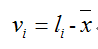 vᵢ = lᵢ - x̅